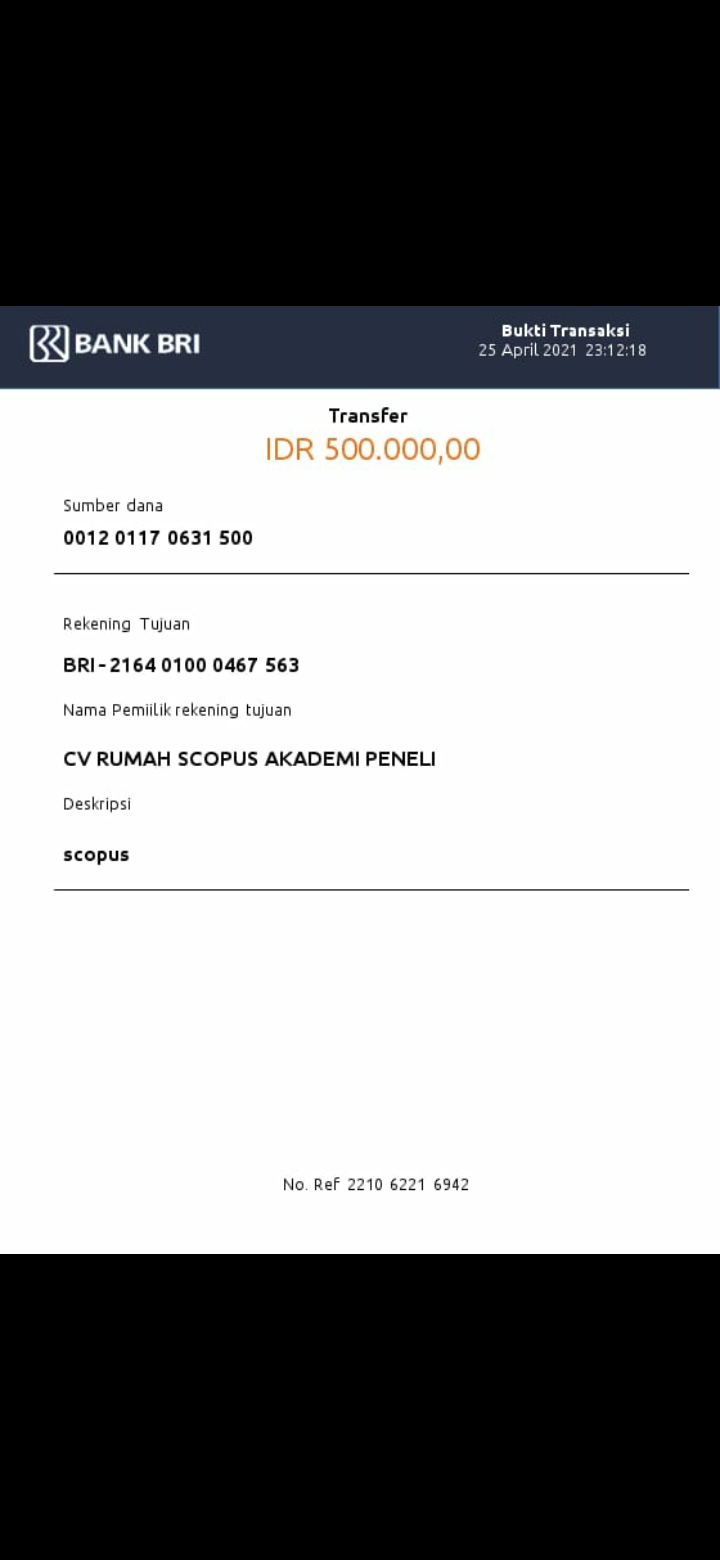 BANK BRI
Bukti Transaksi
25 April 2021 23:12:18
Transfer
IDR 500.000,00
Sumber dana
0012 0117 0631 500
Rekening Tujuan
BRI - 2164 0100 0467 563
Nama Pemiilik rekening tujuan
CV RUMAH SCOPUS AKADEMI PENELI
Deskripsi
scopus
No. Ref 2210 6221 6942